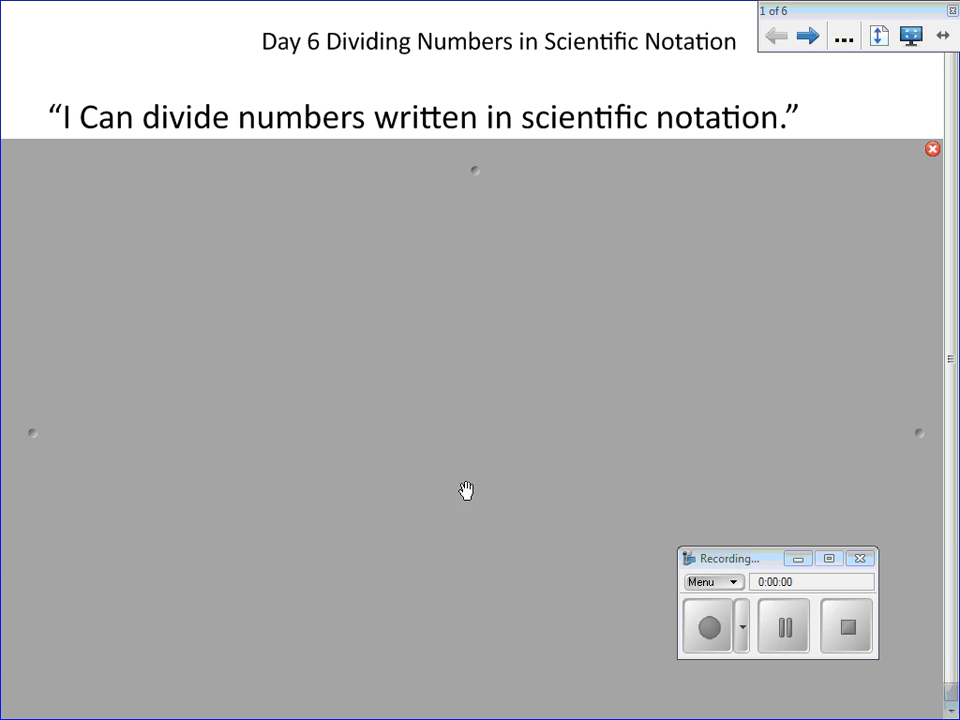 1 of 6
Day 6 Dividing Numbers in Scientific Notation
“I Can divide numbers written in scientific notation.”
Recording...
Menu
0:00:00